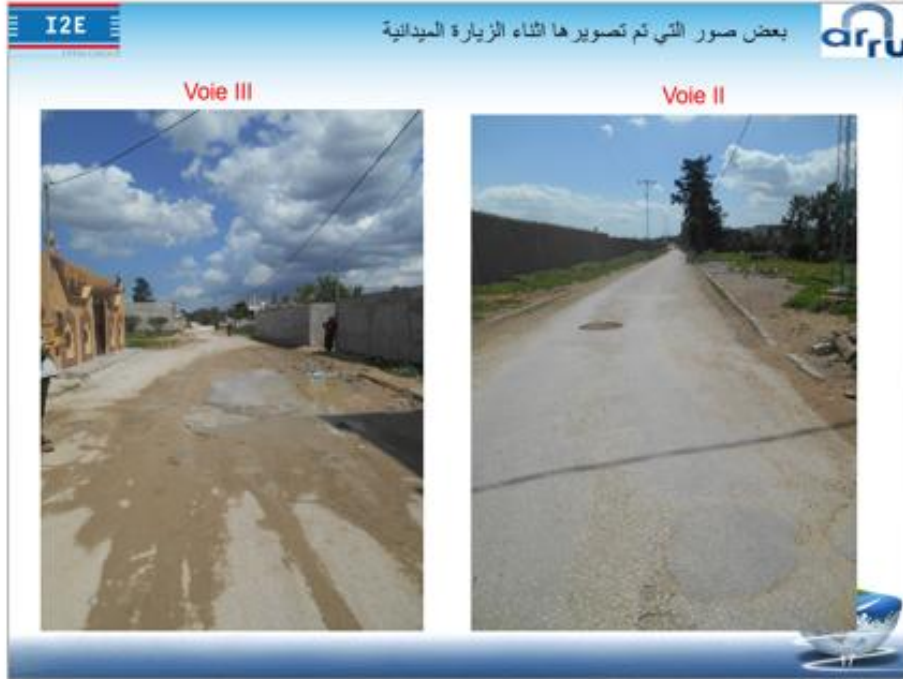 I2E
بعض صور التي تم تصويرها اثناء الزيارة الميدانية
arru
Voie III
Voie II